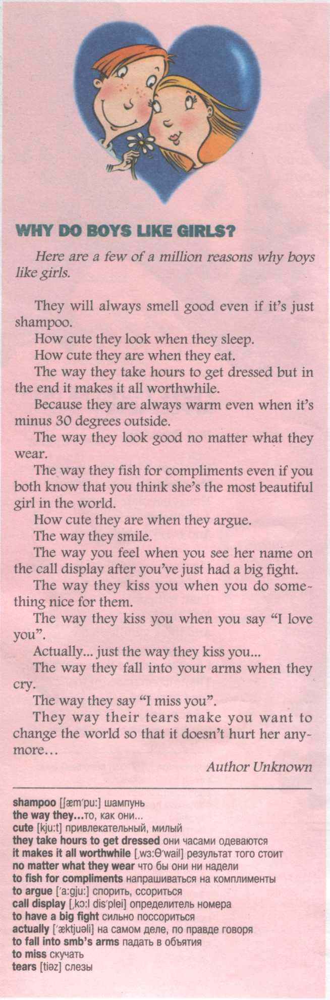 WHY DO BOYS LIKE GIRLS?
Here are a few of a million reasons why boys
like girls.
They will always smell good even if it's just
shampoo.
How cute they look when they sleep.
How cute they are when they eat.
The way they take hours to get dressed but in
the end it makes it all worthwhile.
Because they are always warm even when it's
minus 30 degrees outside.
The way they look good no matter what they
wear.
The way they fish for compliments even if you
both know that you think she's the most beautiful
girl in the world.
How cute they are when they argue.
The way they smile.
The way you feel when you see her name on
the call display after you've just had a big fight.
The way they kiss you when you do some-
thing nice for them.
The way they kiss you when you say “I love
you”.
Actually... just the way they kiss you...
The way they fall into your arms when they
cry.
The way they say “I miss you”.
They way their tears make you want to
change the world so that it doesn't hurt her any-
more...
Author Unknown
shampoo [ʃæm'pu:] шампунь
the way they...то, как они...
cute [kju:t] привлекательный, милый
they take hours to get dressed они часами одеваются
it makes it all worthwhile [ˌwɜ:θ'wail] результат того стоит
no matter what they wear что бы они ни надели
to fish for compliments напрашиваться на комплименты
to argue ['a:gju:] спорить, ссориться
call display [ˌkɔ:l dis'plei] определитель номера
to have a big fight сильно поссориться
actually ['æktjuəli] на самом деле, по правде говоря
to fall into smb's arms падать в объятия
to miss скучать
tears [tiəz] слезы